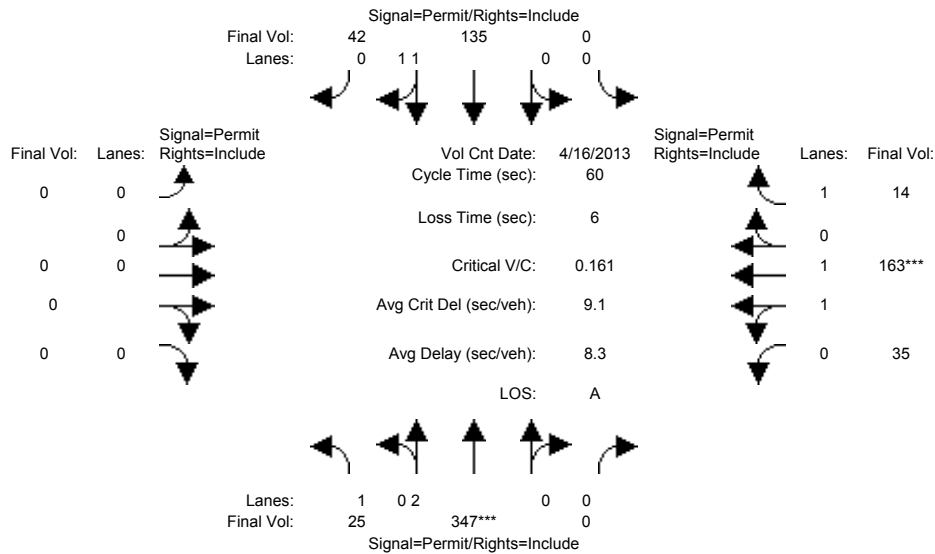 Signal=Permit/Rights=Include
Final Vol: 42 135 0
Lanes: 0 1 1 0 0
Signal=Permit Signal=Permit
Final Vol: Lanes: Rights=Include Vol Cnt Date: 4/16/2013 Rights=Include Lanes: Final Vol:
Cycle Time (sec): 60
0 0 1 14
Loss Time (sec): 6
0 0
0 0 Critical V/C: 0.161 1 163***
0 Avg Crit Del (sec/veh): 9.1 1
0 0 Avg Delay (sec/veh): 8.3 0 35
LOS: A
Lanes: 1 0 2 0 0
Final Vol: 25 347*** 0
Signal=Permit/Rights=Include